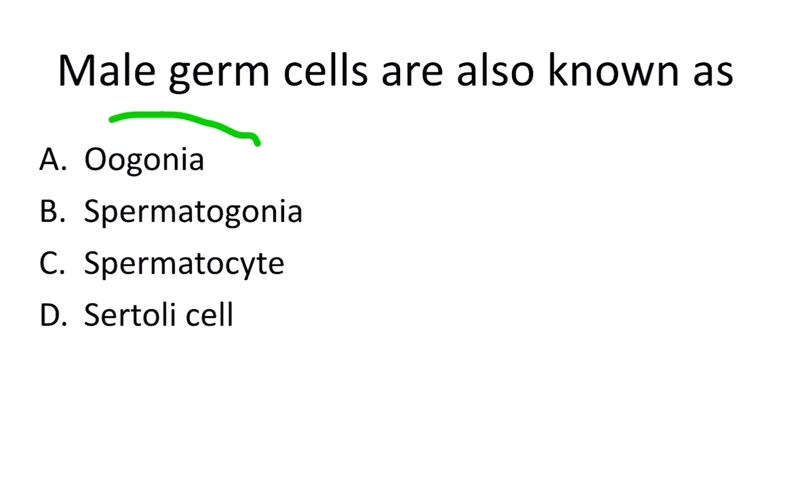 Male germ cells are also known as
A. Oogonia
B. Spermatogonia
C. Spermatocyte
D. Sertoli cell